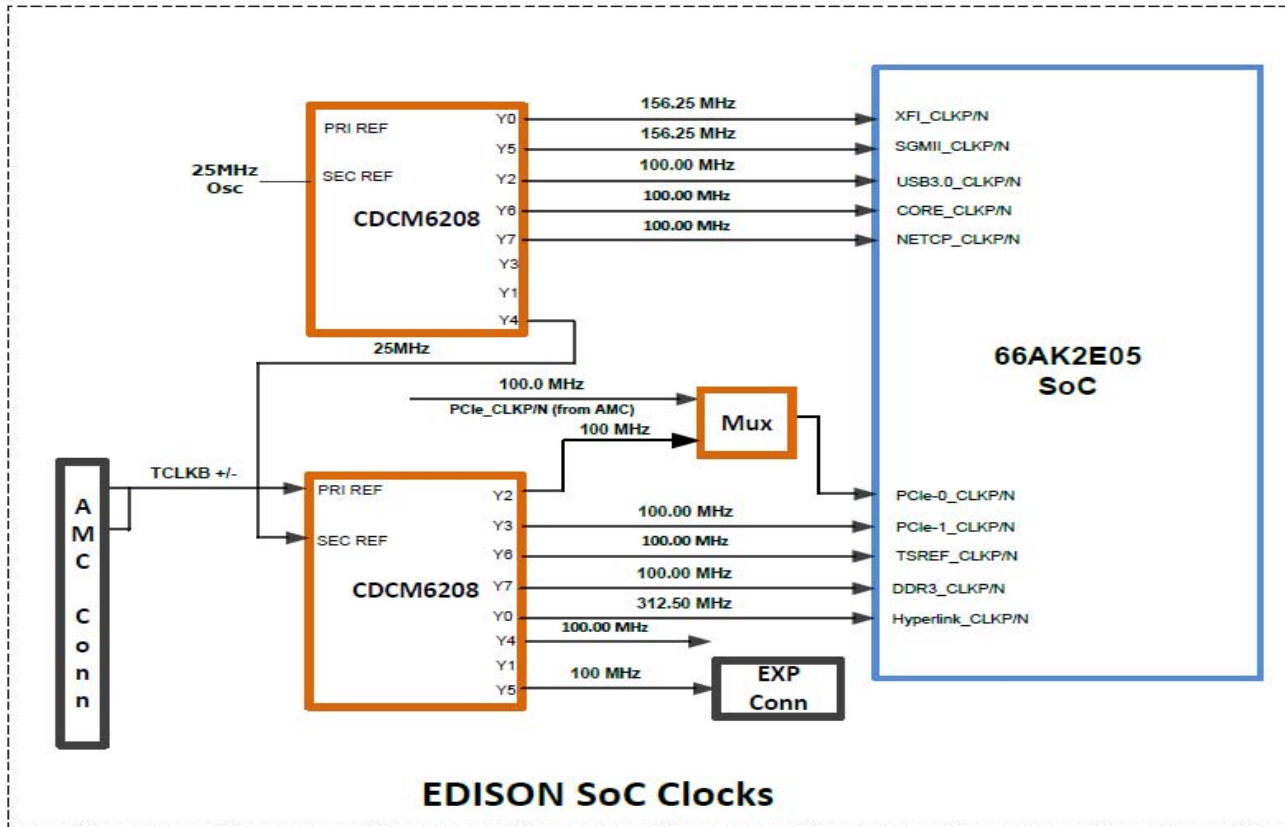 156.25 MHz
Y0
XFI_CLKP/N
PRI REF
156.25 MHz
Y5
SGMII_CLKP/N
25MHz
Osc
SEC REF
100.00 MHz
Y2
USB3.0_CLKP/N
CDCM6208
100.00 MHz
Y6
CORE_CLKP/N
100.00 MHz
Y7
NETCP_CLKP/N
Y3
Y1
Y4
25MHz
66AK2E05
SoC
100.0 MHz
PCIe_CLKP/N (from AMC)
100 MHz
Mux
TCLKB +/-
AMC Conn
PRI REF
Y2
PCIe-0_CLKP/N
SEC REF
100.00 MHz
Y3
PCIe-1_CLKP/N
100.00 MHz
Y6
TSREF_CLKP/N
CDCM6208
100.00 MHz
Y7
DDR3_CLKP/N
312.50 MHz
Y0
Hyperlink_CLKP/N
Y4
100.00 MHz
Y1
Y5
100 MHz
EXP
Conn
EDISON SoC Clocks